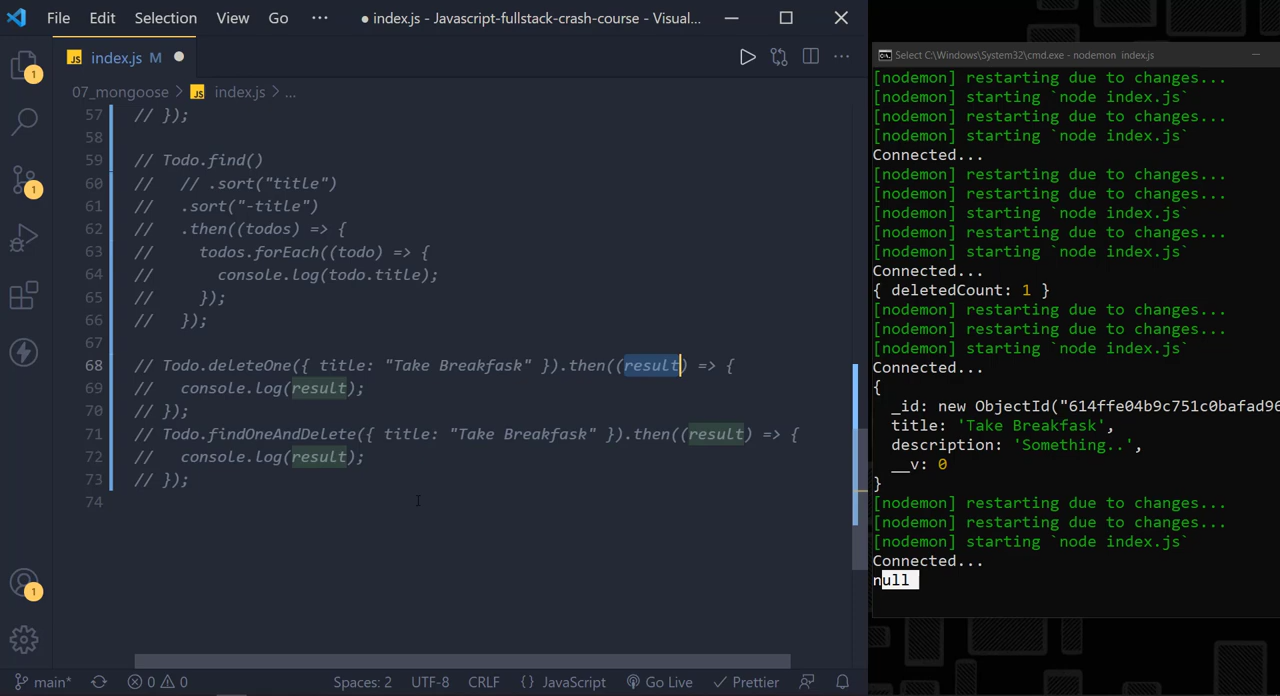 File Edit Selection View Go ··· ● index.js - Javascript-fullstack-crash-course - Visual...
JS index.js M
07_mongoose > JS index.js > ...
57 // });
58
59 // Todo.find()
60 //   // .sort("title")
61 //   .sort("-title")
62 //   .then((todos) => {
63 //     todos.forEach((todo) => {
64 //       console.log(todo.title);
65 //     });
66 //   });
67
68 // Todo.deleteOne({ title: "Take Breakfask" }).then((result) => {
69 //   console.log(result);
70 // });
71 // Todo.findOneAndDelete({ title: "Take Breakfask" }).then((result) => {
72 //   console.log(result);
73 // });
74
1
1
1
main* 0 0 Spaces: 2 UTF-8 CRLF {} JavaScript Go Live Prettier
Select C:\Windows\System32\cmd.exe - nodemon index.js
[nodemon] restarting due to changes...
[nodemon] starting `node index.js`
[nodemon] restarting due to changes...
[nodemon] starting `node index.js`
Connected...
[nodemon] restarting due to changes...
[nodemon] restarting due to changes...
[nodemon] starting `node index.js`
[nodemon] restarting due to changes...
[nodemon] starting `node index.js`
Connected...
{ deletedCount: 1 }
[nodemon] restarting due to changes...
[nodemon] restarting due to changes...
[nodemon] starting `node index.js`
Connected...
{
  _id: new ObjectId("614ffe04b9c751c0bafad96
  title: 'Take Breakfask',
  description: 'Something..',
  __v: 0
}
[nodemon] restarting due to changes...
[nodemon] restarting due to changes...
[nodemon] starting `node index.js`
Connected...
null